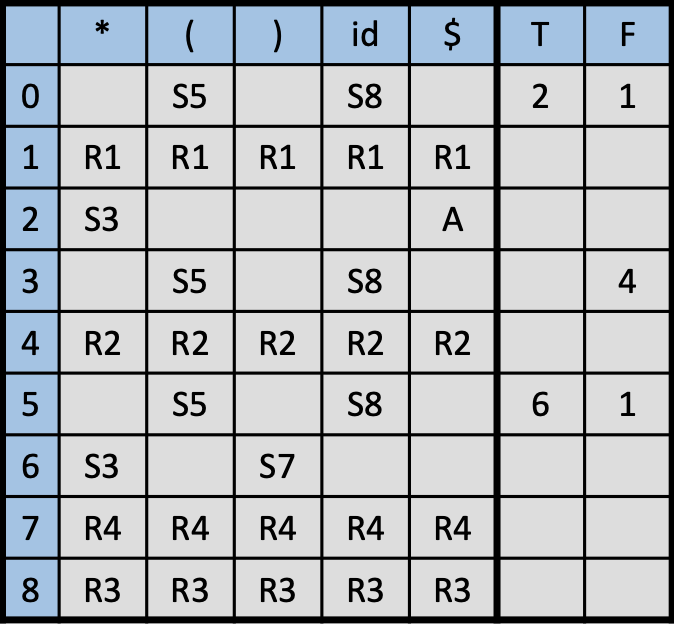 * ( ) id $ T F
0 S5 S8 2 1
1 R1 R1 R1 R1 R1
2 S3 A
3 S5 S8 4
4 R2 R2 R2 R2 R2
5 S5 S8 6 1
6 S3 S7
7 R4 R4 R4 R4 R4
8 R3 R3 R3 R3 R3